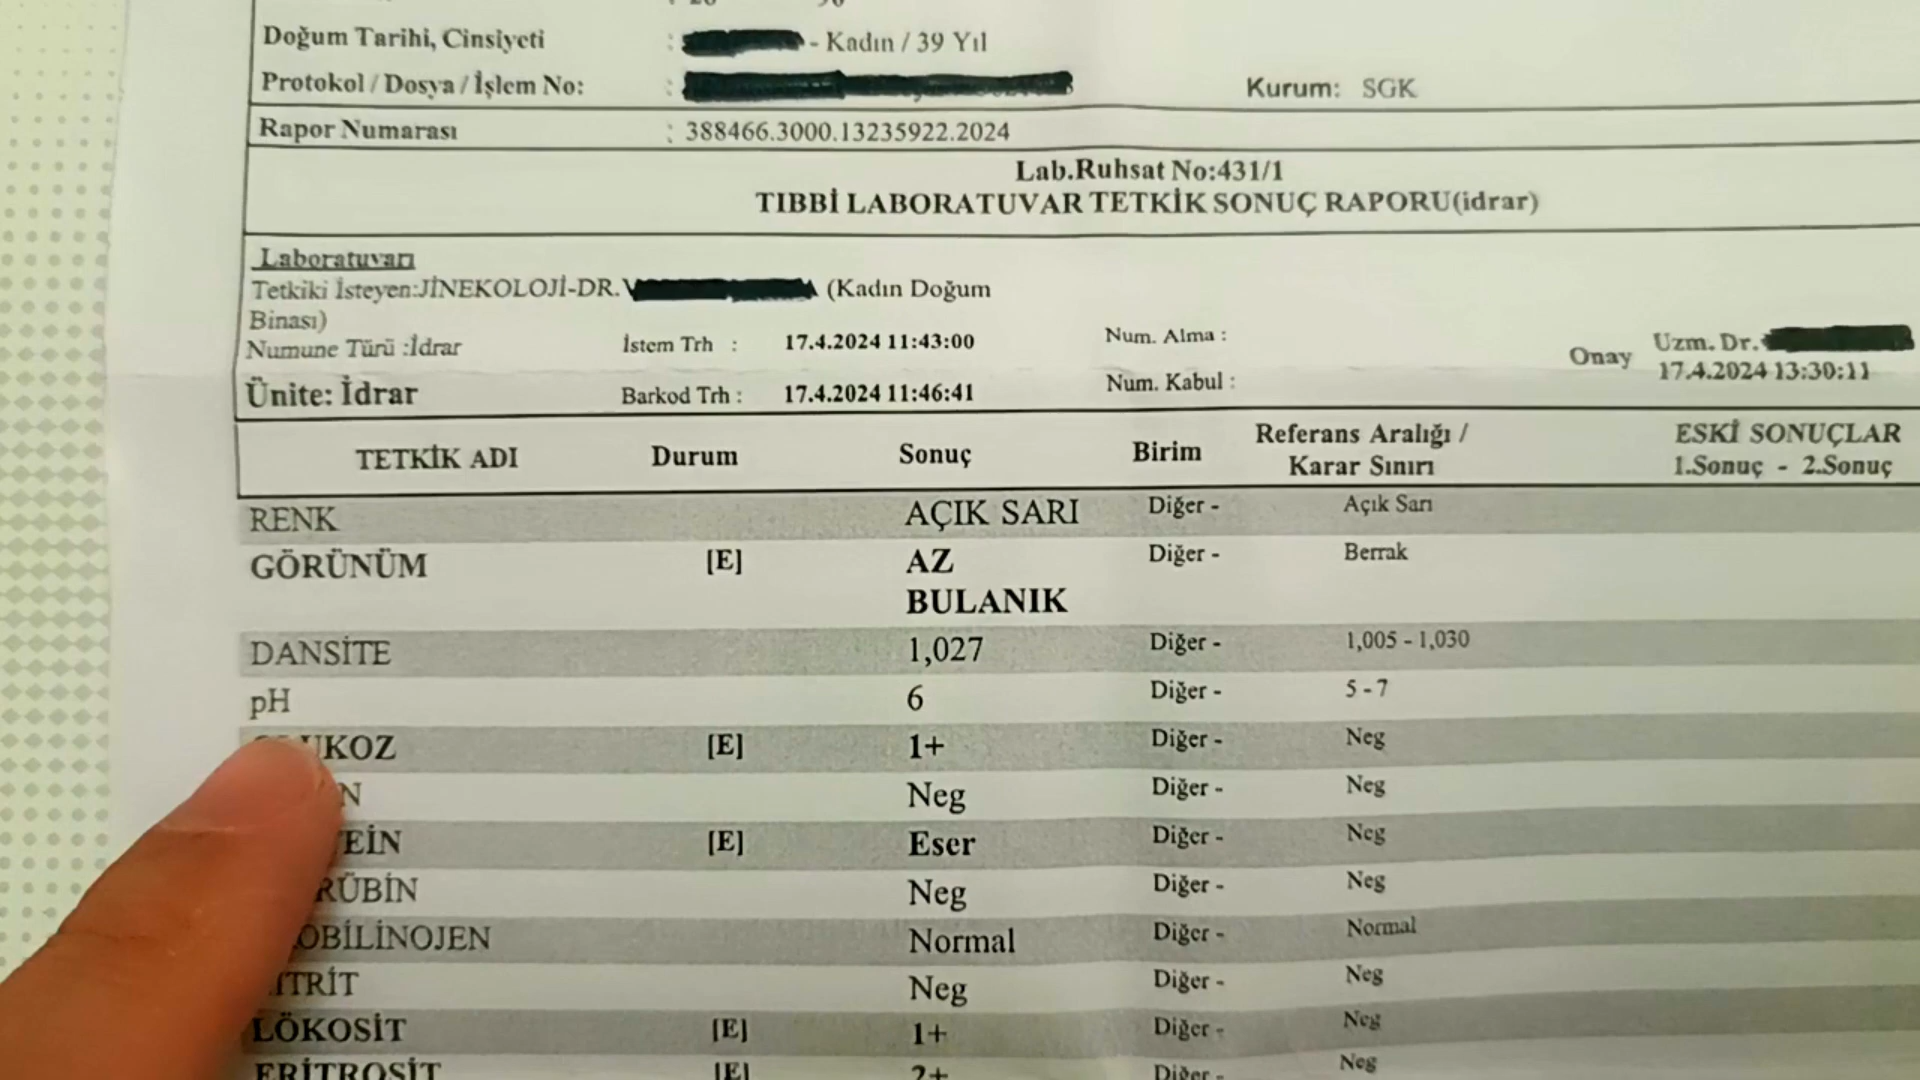 Doğum Tarihi, Cinsiyeti : - Kadın / 39 Yıl
Protokol / Dosya / İşlem No: : Kurum: SGK
Rapor Numarası : 388466.3000.13235922.2024
Lab.Ruhsat No:431/1
TIBBİ LABORATUVAR TETKİK SONUÇ RAPORU(idrar)
Laboratuvarı
Tetkiki İsteyen:JİNEKOLOJİ-DR. (Kadın Doğum
Binası)
Numune Türü :İdrar İstem Trh : 17.4.2024 11:43:00 Num. Alma : Onay Uzm. Dr.
17.4.2024 13:30:11
Ünite: İdrar Barkod Trh : 17.4.2024 11:46:41 Num. Kabul :
TETKİK ADI Durum Sonuç Birim Referans Aralığı / Karar Sınırı ESKİ SONUÇLAR
1.Sonuç - 2.Sonuç
RENK AÇIK SARI Diğer - Açık Sarı
GÖRÜNÜM [E] AZ Diğer - Berrak
BULANIK
DANSİTE 1,027 Diğer - 1,005 - 1,030
pH 6 Diğer - 5 - 7
UKOZ [E] 1+ Diğer - Neg
N Neg Diğer - Neg
EİN [E] Eser Diğer - Neg
RÜBİN Neg Diğer - Neg
OBİLİNOJEN Normal Diğer - Normal
İTRİT Neg Diğer - Neg
LÖKOSİT [E] 1+ Diğer - Neg
ERİTROSİT [E] 2+ Diğer - Neg